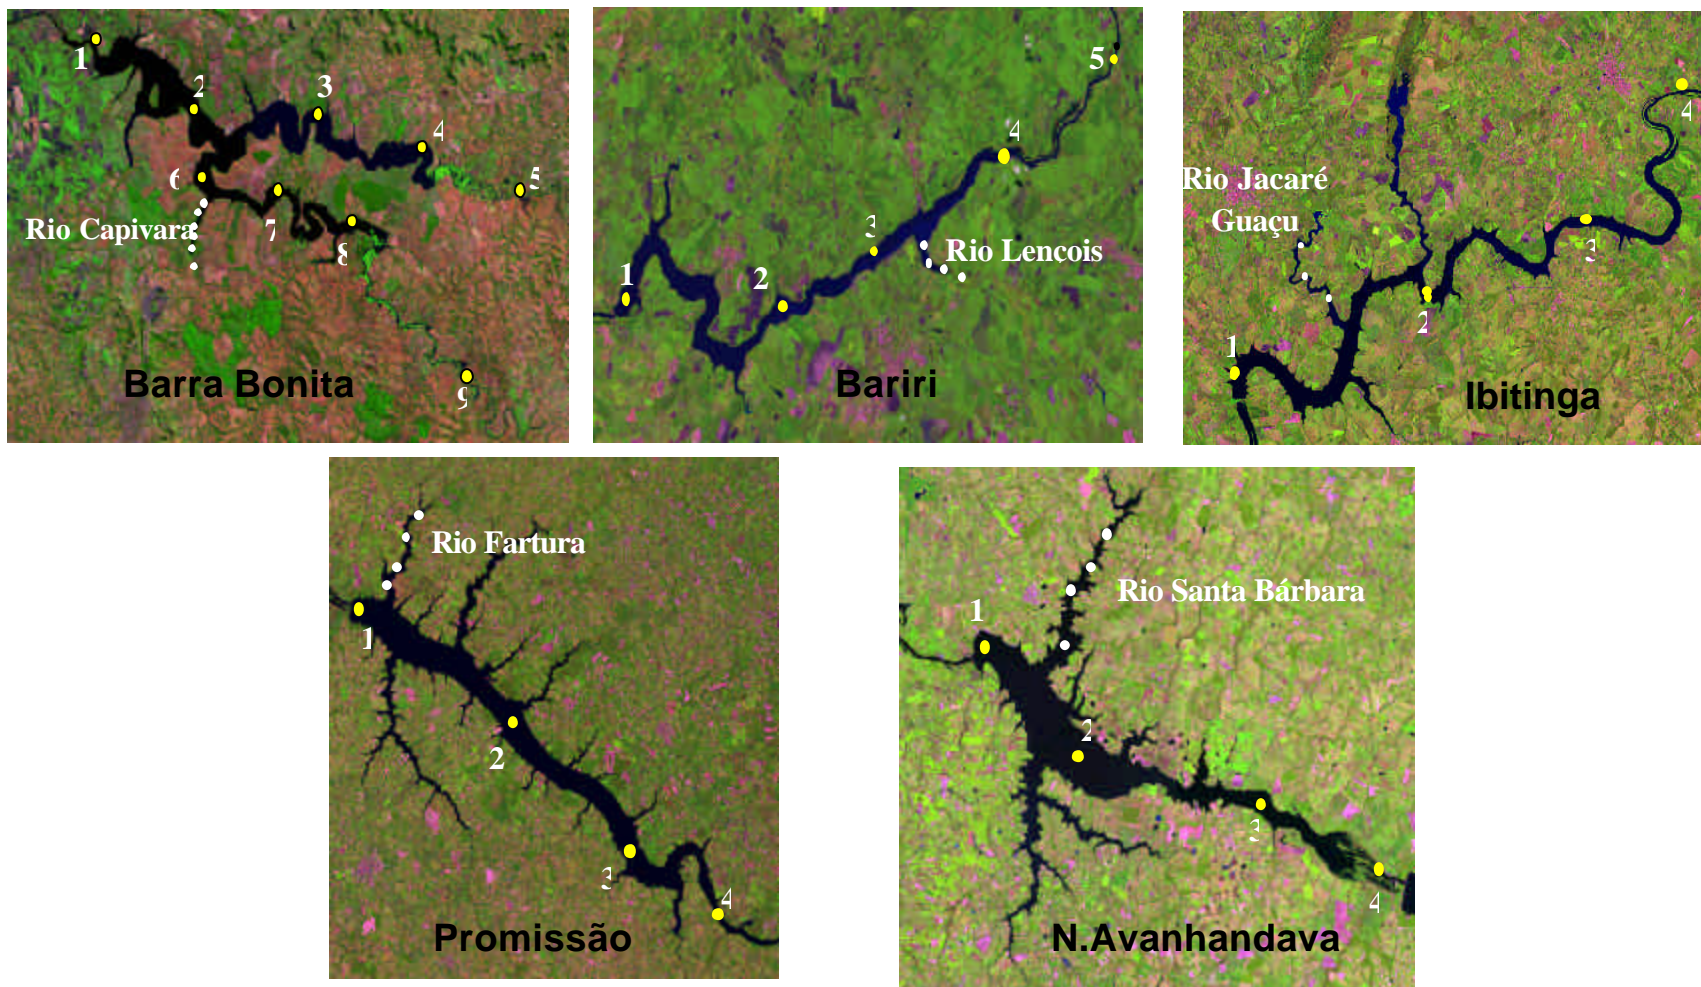 1
2
3
4
5
6
7
8
9
Rio Capivara
Barra Bonita
5
4
3
Rio Lencois
1
2
Bariri
4
Rio Jacaré
Guaçu
3
2
1
Ibitinga
Rio Fartura
1
2
3
4
Promissão
Rio Santa Bárbara
1
2
3
4
N.Avanhandava